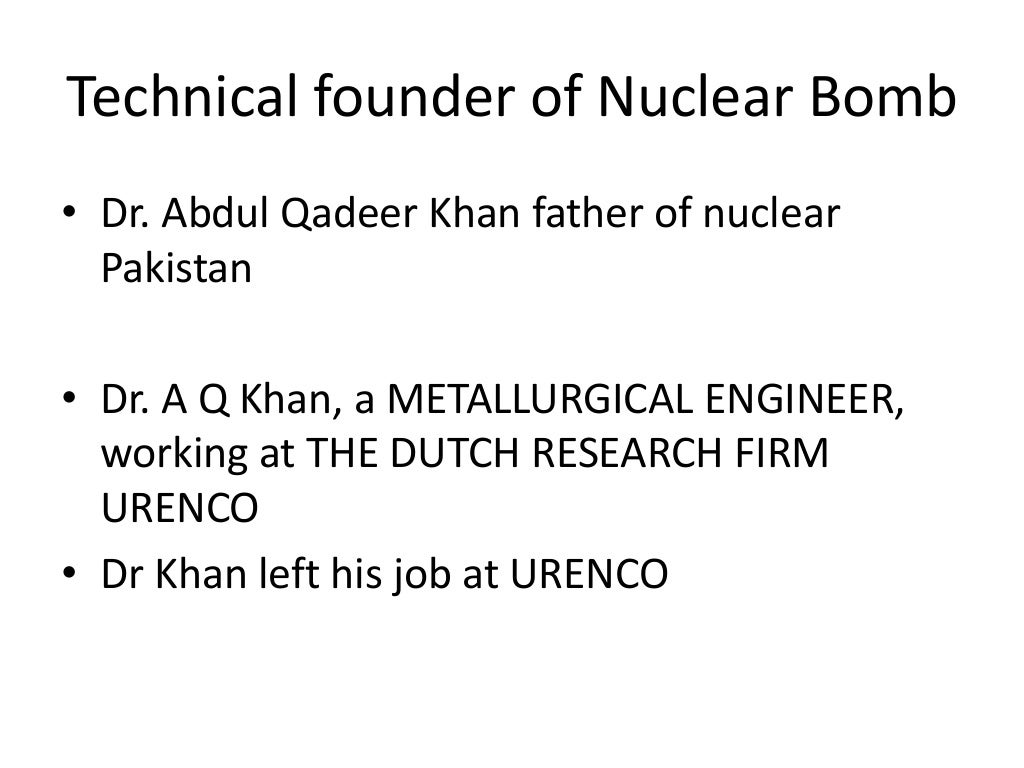 Technical founder of Nuclear Bomb
• Dr. Abdul Qadeer Khan father of nuclear
Pakistan
• Dr. A Q Khan, a METALLURGICAL ENGINEER,
working at THE DUTCH RESEARCH FIRM
URENCO
• Dr Khan left his job at URENCO